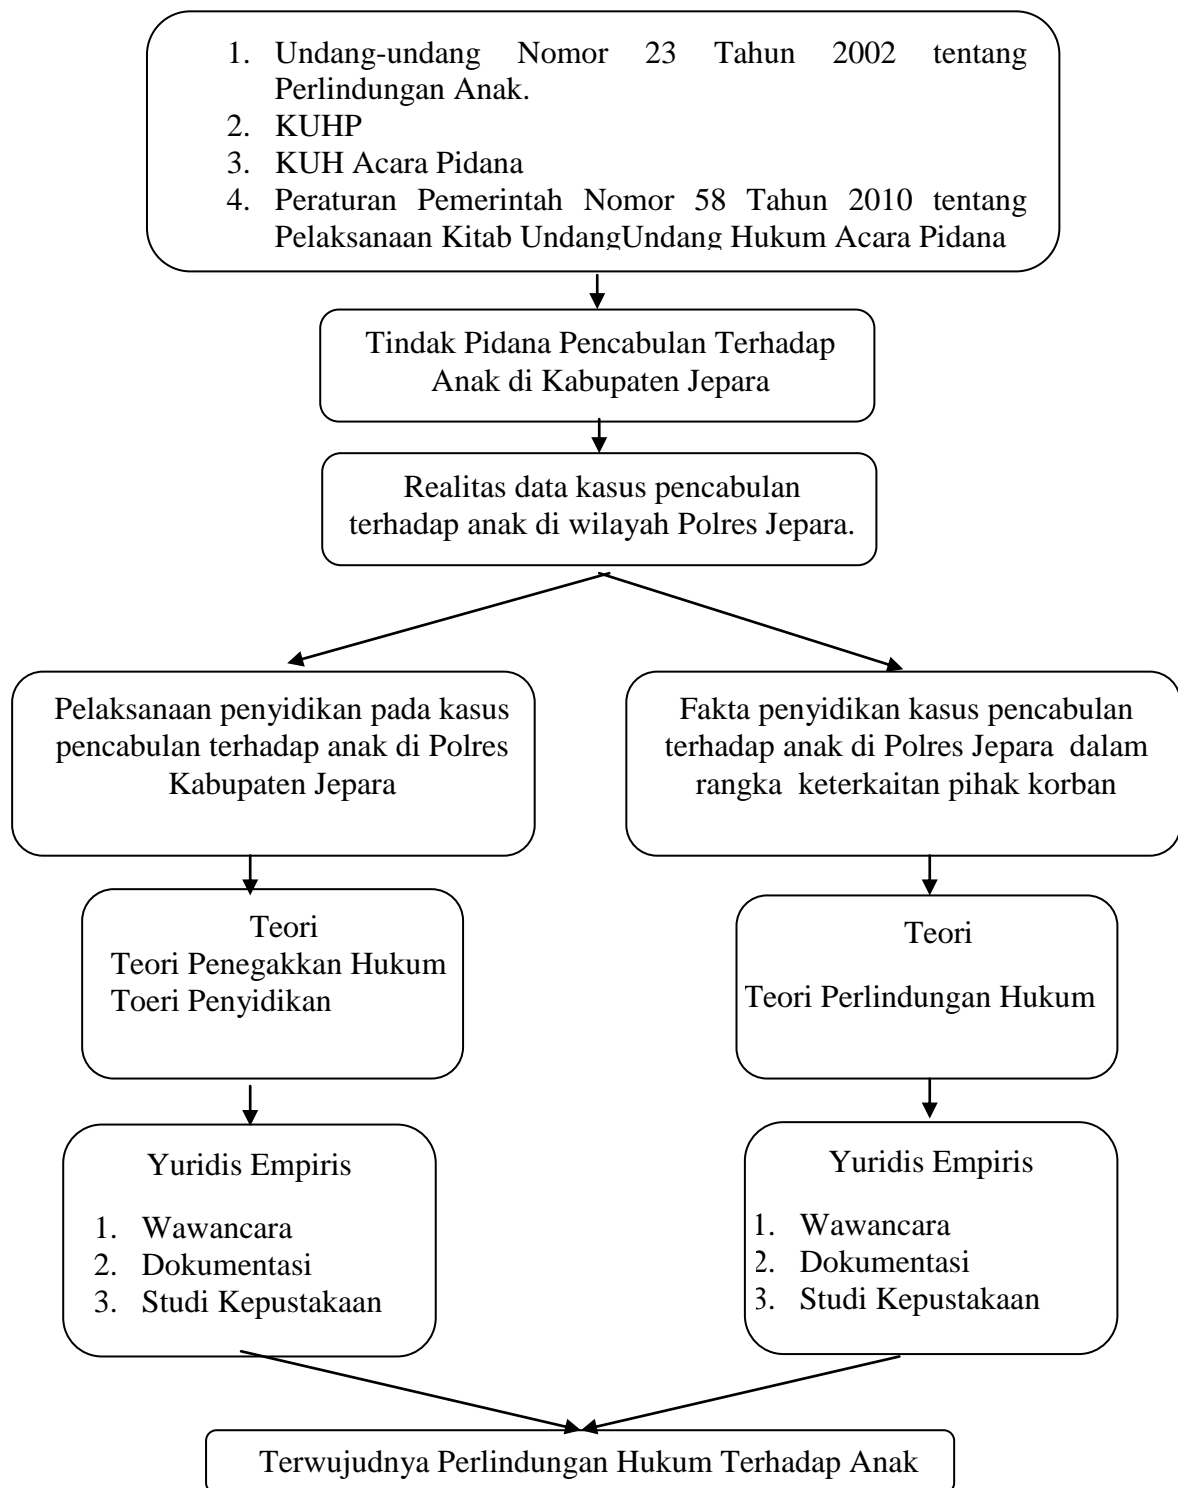 1. Undang-undang Nomor 23 Tahun 2002 tentang
Perlindungan Anak.
2. KUHP
3. KUH Acara Pidana
4. Peraturan Pemerintah Nomor 58 Tahun 2010 tentang
Pelaksanaan Kitab UndangUndang Hukum Acara Pidana
Tindak Pidana Pencabulan Terhadap
Anak di Kabupaten Jepara
Realitas data kasus pencabulan
terhadap anak di wilayah Polres Jepara.
Pelaksanaan penyidikan pada kasus
pencabulan terhadap anak di Polres
Kabupaten Jepara
Fakta penyidikan kasus pencabulan
terhadap anak di Polres Jepara dalam
rangka keterkaitan pihak korban
Teori
Teori Penegakkan Hukum
Toeri Penyidikan
Teori
Teori Perlindungan Hukum
Yuridis Empiris
1. Wawancara
2. Dokumentasi
3. Studi Kepustakaan
Yuridis Empiris
1. Wawancara
2. Dokumentasi
3. Studi Kepustakaan
Terwujudnya Perlindungan Hukum Terhadap Anak